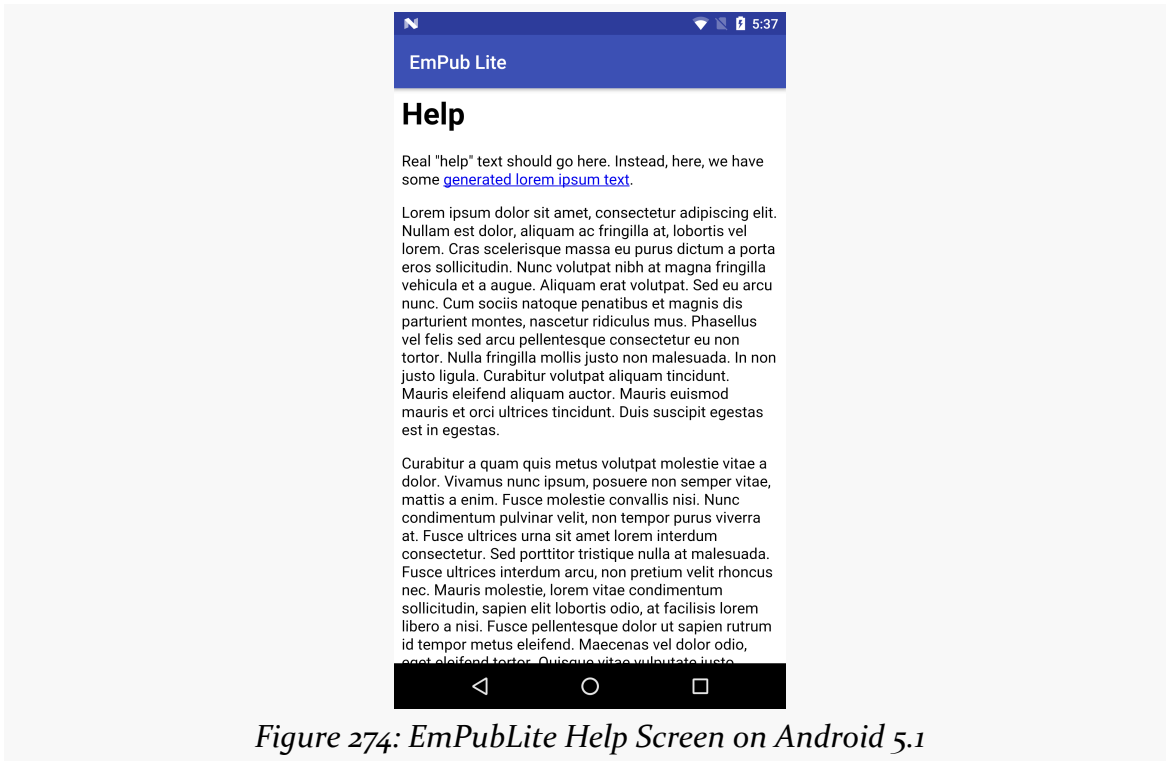 5:37
EmPub Lite
Help
Real "help" text should go here. Instead, here, we have
some generated lorem ipsum text.
Lorem ipsum dolor sit amet, consectetur adipiscing elit.
Nullam est dolor, aliquam ac fringilla at, lobortis vel
lorem. Cras scelerisque massa eu purus dictum a porta
eros sollicitudin. Nunc volutpat nibh at magna fringilla
vehicula et a augue. Aliquam erat volutpat. Sed eu arcu
nunc. Cum sociis natoque penatibus et magnis dis
parturient montes, nascetur ridiculus mus. Phasellus
vel felis sed arcu pellentesque consectetur eu non
tortor. Nulla fringilla mollis justo non malesuada. In non
justo ligula. Curabitur volutpat aliquam tincidunt.
Mauris eleifend aliquam auctor. Mauris euismod
mauris et orci ultrices tincidunt. Duis suscipit egestas
est in egestas.
Curabitur a quam quis metus volutpat molestie vitae a
dolor. Vivamus nunc ipsum, posuere non semper vitae,
mattis a enim. Fusce molestie convallis nisi. Nunc
condimentum pulvinar velit, non tempor purus viverra
at. Fusce ultrices urna sit amet lorem interdum
consectetur. Sed porttitor tristique nulla at malesuada.
Fusce ultrices interdum arcu, non pretium velit rhoncus
nec. Mauris molestie, lorem vitae condimentum
sollicitudin, sapien elit lobortis odio, at facilisis lorem
libero a nisi. Fusce pellentesque dolor ut sapien rutrum
id tempor metus eleifend. Maecenas vel dolor odio,
eget eleifend tortor. Quisque vitae vulputate justo
Figure 274: EmPubLite Help Screen on Android 5.1